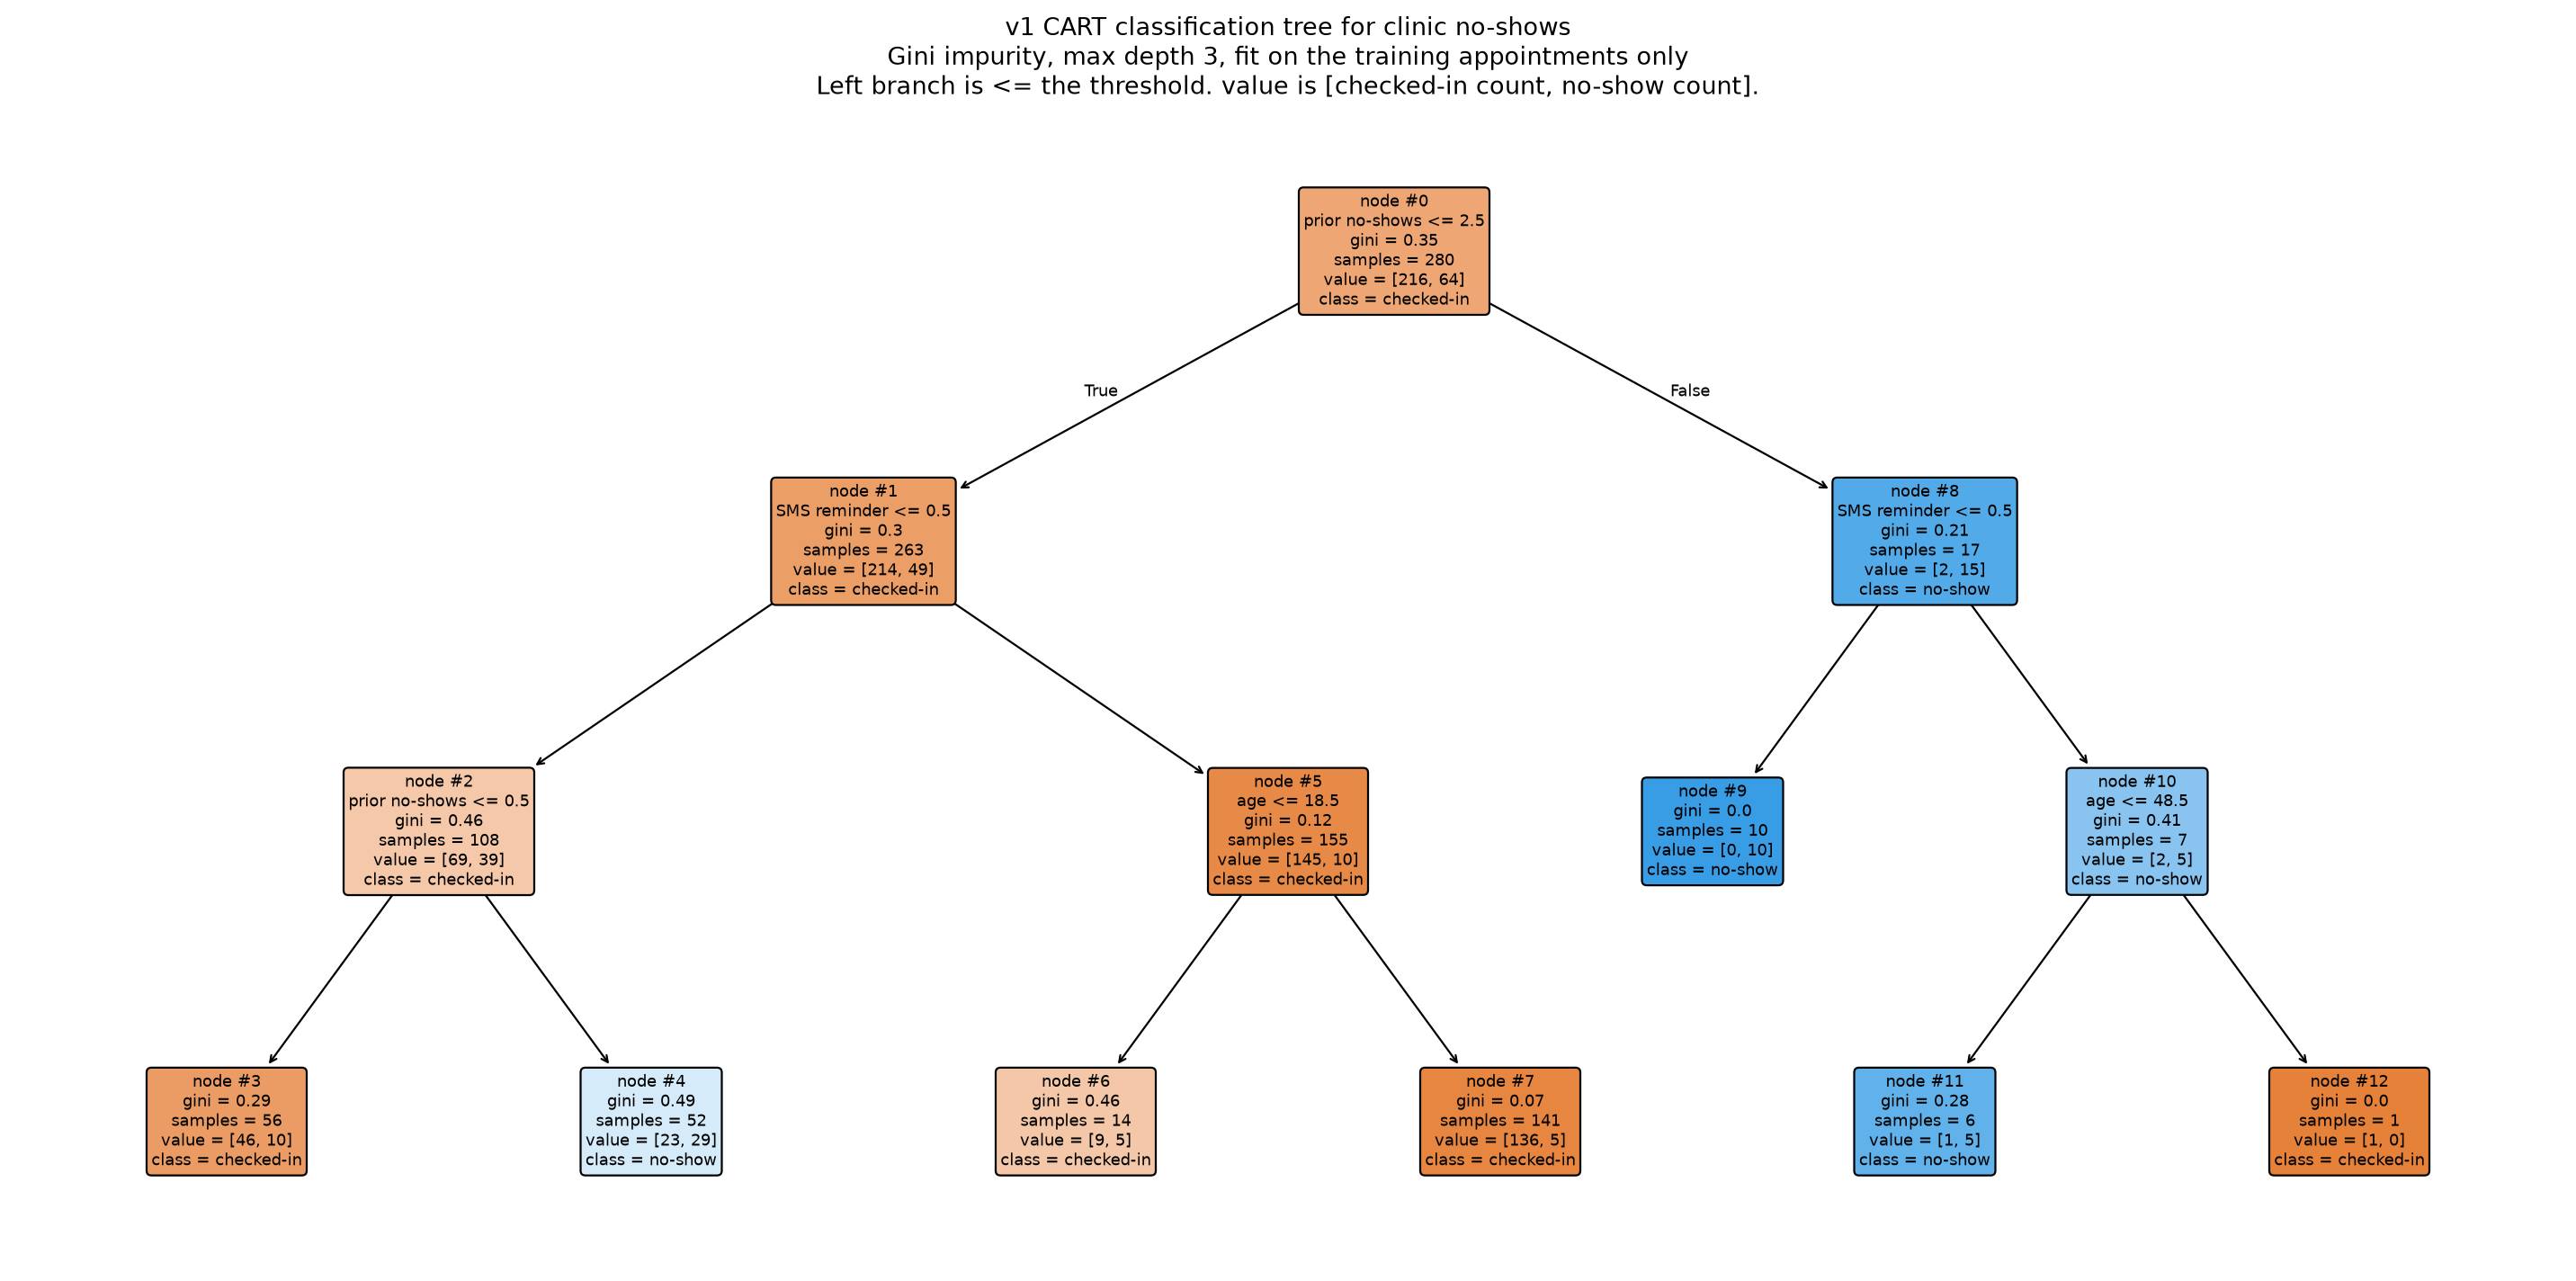 v1 CART classification tree for clinic no-shows
Gini impurity, max depth 3, fit on the training appointments only
Left branch is <= the threshold. value is [checked-in count, no-show count].
node #0
prior no-shows <= 2.5
gini = 0.35
samples = 280
value = [216, 64]
class = checked-in
True
False
node #1
SMS reminder <= 0.5
gini = 0.3
samples = 263
value = [214, 49]
class = checked-in
node #8
SMS reminder <= 0.5
gini = 0.21
samples = 17
value = [2, 15]
class = no-show
node #2
prior no-shows <= 0.5
gini = 0.46
samples = 108
value = [69, 39]
class = checked-in
node #5
age <= 18.5
gini = 0.12
samples = 155
value = [145, 10]
class = checked-in
node #9
gini = 0.0
samples = 10
value = [0, 10]
class = no-show
node #10
age <= 48.5
gini = 0.41
samples = 7
value = [2, 5]
class = no-show
node #3
gini = 0.29
samples = 56
value = [46, 10]
class = checked-in
node #4
gini = 0.49
samples = 52
value = [23, 29]
class = no-show
node #6
gini = 0.46
samples = 14
value = [9, 5]
class = checked-in
node #7
gini = 0.07
samples = 141
value = [136, 5]
class = checked-in
node #11
gini = 0.28
samples = 6
value = [1, 5]
class = no-show
node #12
gini = 0.0
samples = 1
value = [1, 0]
class = checked-in